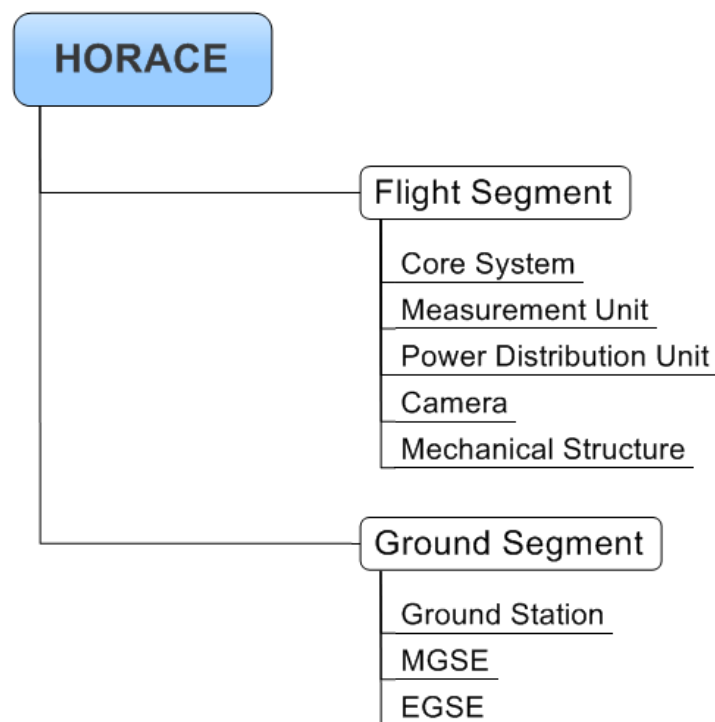 HORACE
Flight Segment
Core System
Measurement Unit
Power Distribution Unit
Camera
Mechanical Structure
Ground Segment
Ground Station
MGSE
EGSE